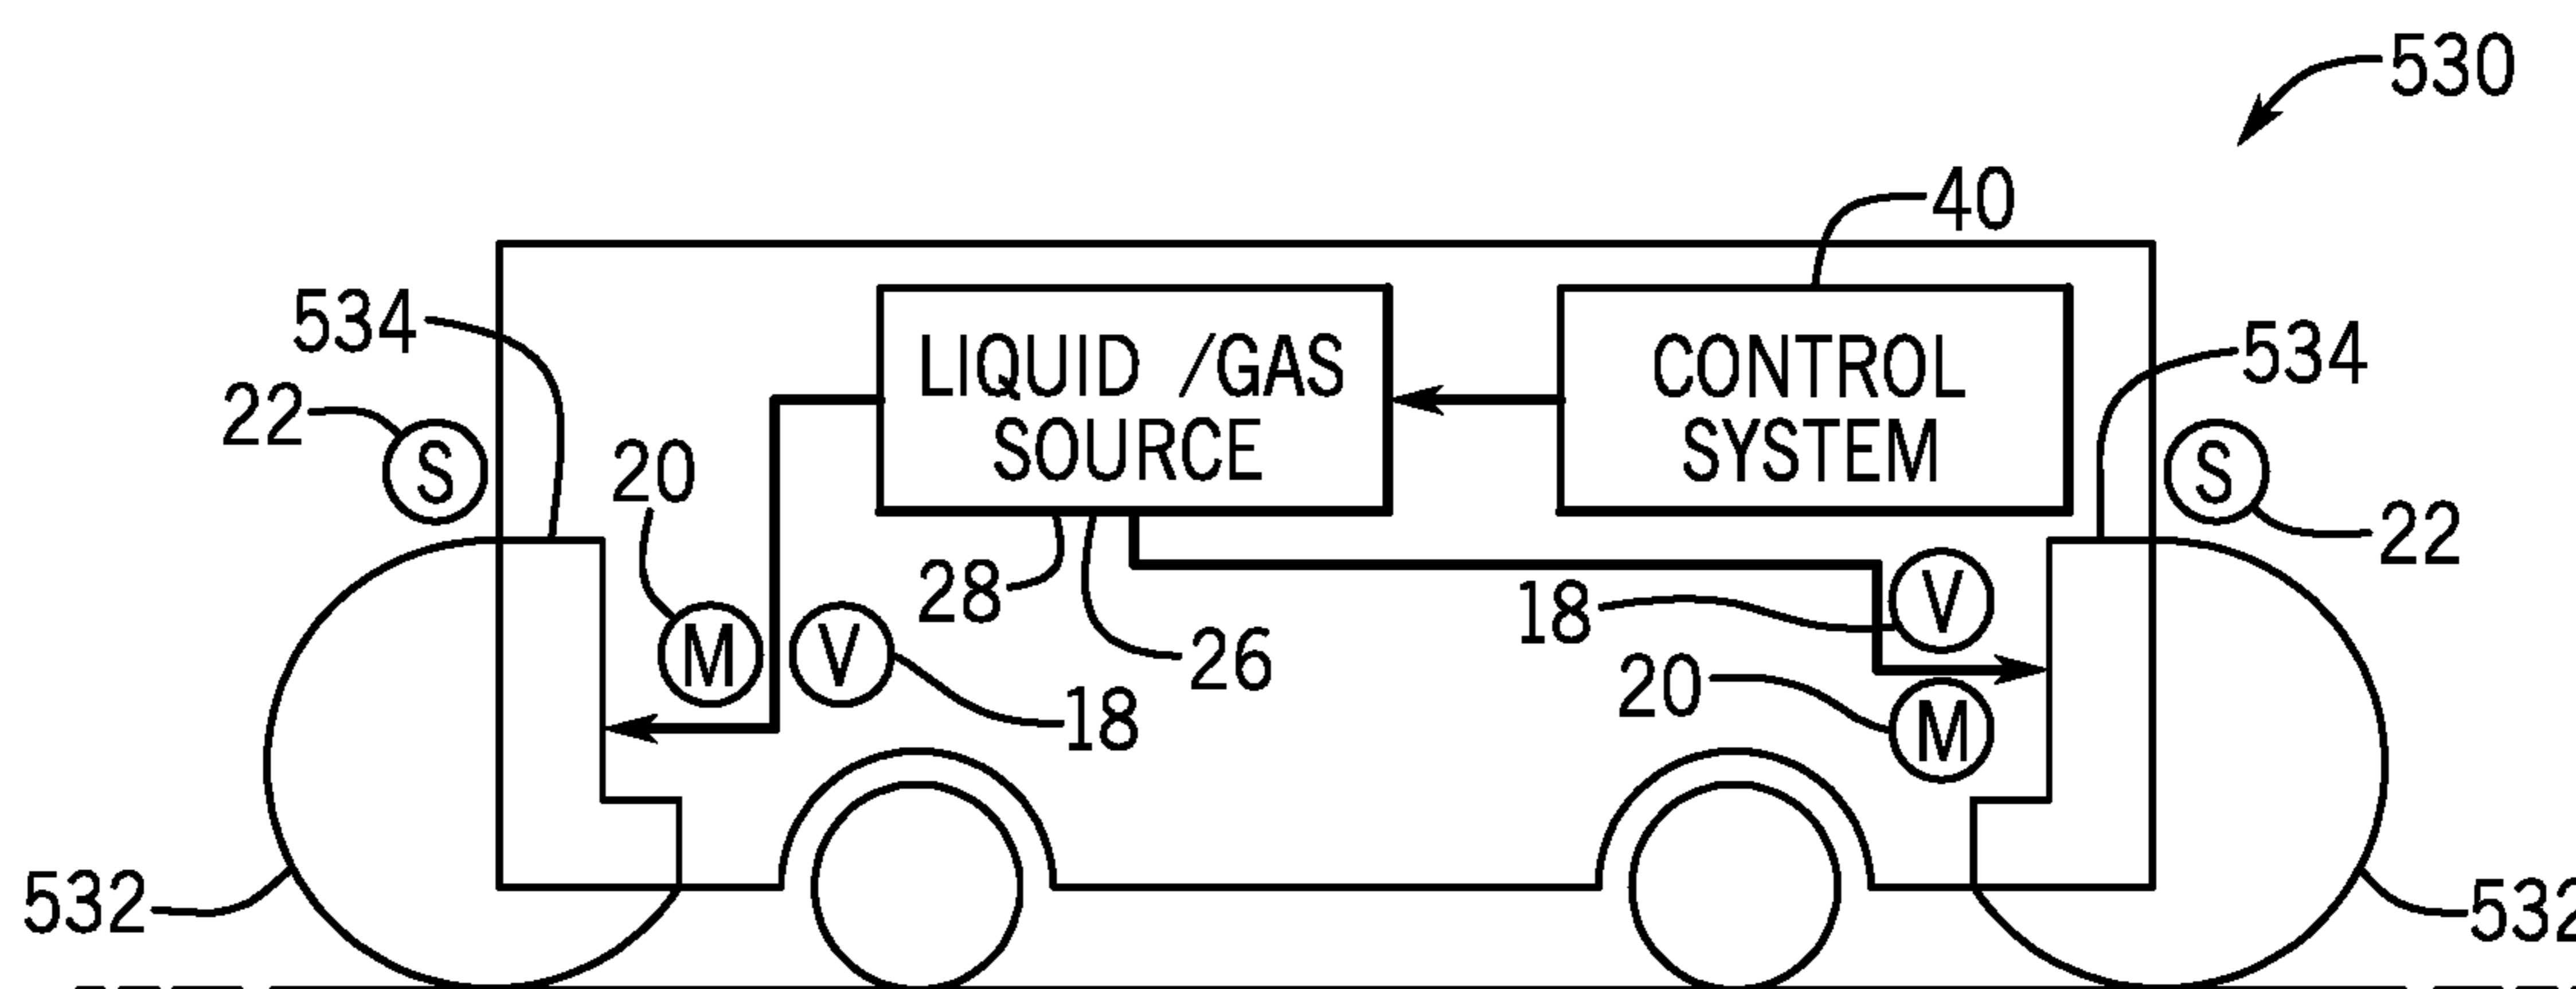 530
40
534
LIQUID /GAS
SOURCE
CONTROL
SYSTEM
534
22
S
20
S
22
28
V
18
M
V
26
20
18
M
532
532